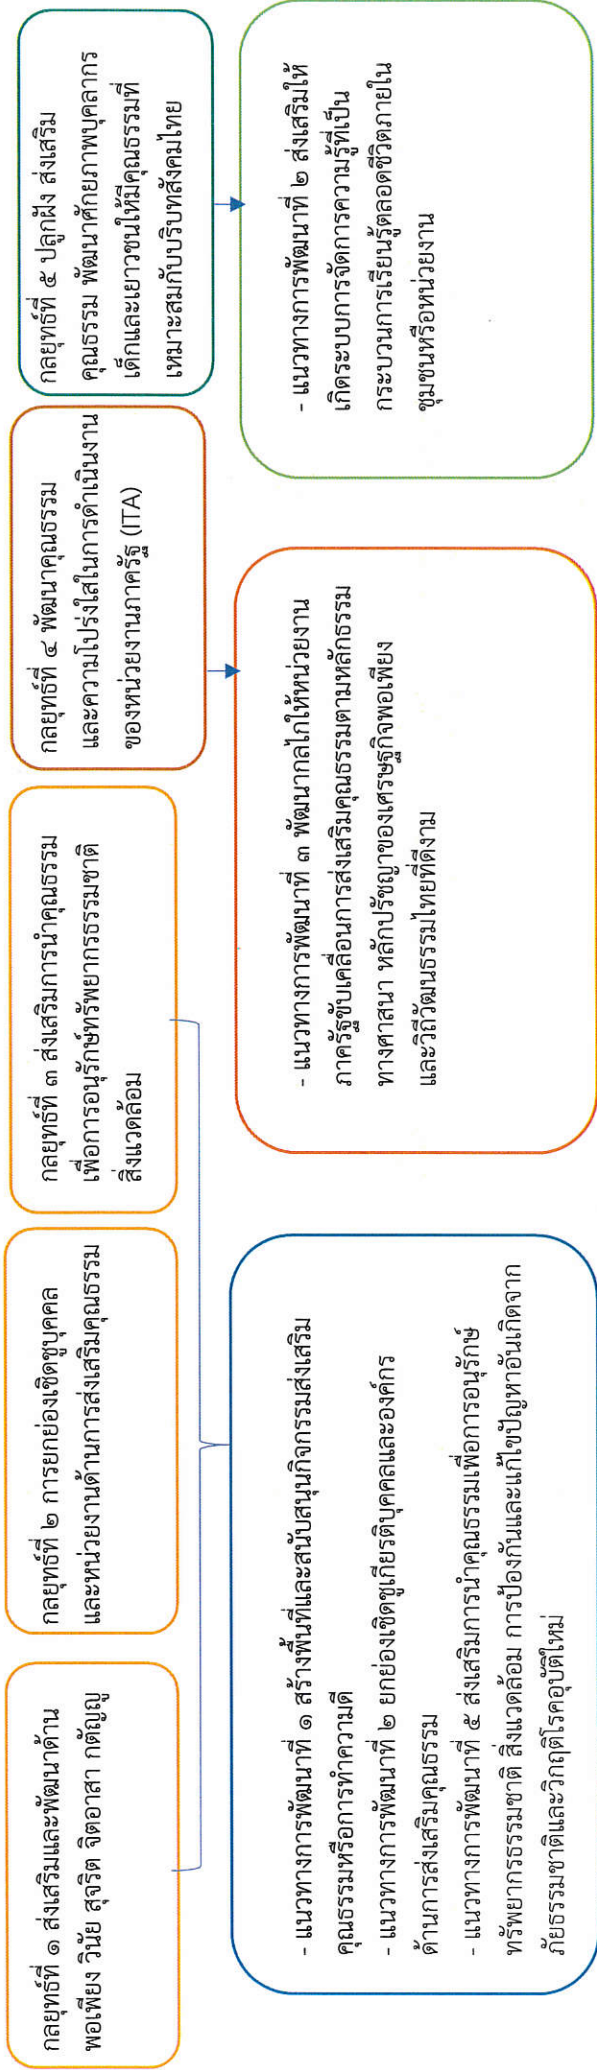 กลยุทธ์ที่ ๑ ส่งเสริมและพัฒนาด้าน
พอเพียง วินัย สุจริต จิตอาสา กตัญญู
กลยุทธ์ที่ ๒ การยกย่องเชิดชูบุคคล
และหน่วยงานด้านการส่งเสริมคุณธรรม
กลยุทธ์ที่ ๓ ส่งเสริมการนำคุณธรรม
เพื่อการอนุรักษ์ทรัพยากรธรรมชาติ
สิ่งแวดล้อม
กลยุทธ์ที่ ๔ พัฒนาคุณธรรม
และความโปร่งใสในการดำเนินงาน
ของหน่วยงานภาครัฐ (ITA)
กลยุทธ์ที่ ๕ ปลูกฝัง ส่งเสริม
คุณธรรม พัฒนาศักยภาพบุคลากร
เด็กและเยาวชนให้มีคุณธรรมที่
เหมาะสมกับบริบทสังคมไทย
- แนวทางการพัฒนาที่ ๑ สร้างพื้นที่และสนับสนุนกิจกรรมส่งเสริม
คุณธรรมหรือการทำความดี
- แนวทางการพัฒนาที่ ๒ ยกย่องเชิดชูเกียรติบุคคลและองค์กร
ด้านการส่งเสริมคุณธรรม
- แนวทางการพัฒนาที่ ๕ ส่งเสริมการนำคุณธรรมเพื่อการอนุรักษ์
ทรัพยากรธรรมชาติ สิ่งแวดล้อม การป้องกันและแก้ไขปัญหาอันเกิดจาก
ภัยธรรมชาติและวิกฤติโรคอุบัติใหม่
- แนวทางการพัฒนาที่ ๓ พัฒนากลไกให้หน่วยงาน
ภาครัฐขับเคลื่อนการส่งเสริมคุณธรรมตามหลักธรรม
ทางศาสนา หลักปรัชญาของเศรษฐกิจพอเพียง
และวิถีวัฒนธรรมไทยที่ดีงาม
- แนวทางการพัฒนาที่ ๒ ส่งเสริมให้
เกิดระบบการจัดการความรู้ที่เป็น
กระบวนการเรียนรู้ตลอดชีวิตภายใน
ชุมชนหรือหน่วยงาน